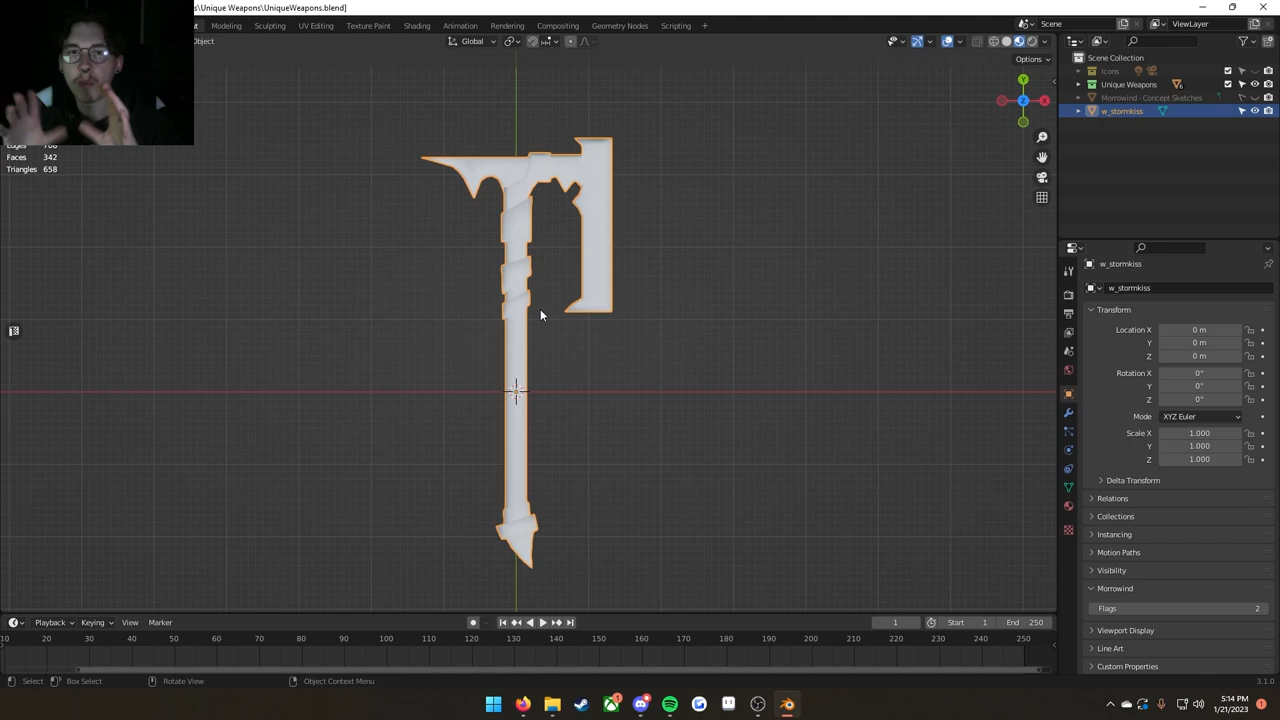 s\Unique Weapons\UniqueWeapons.blend]
Modeling Sculpting UV Editing Texture Paint Shading Animation Rendering Compositing Geometry Nodes Scripting +
Scene ViewLayer
Object Global
Options
Scene Collection
Icons
Unique Weapons 6
Morrowind - Concept Sketches
w_stormkiss
Y
X
Z
Edges 708
Faces 342
Triangles 658
w_stormkiss
w_stormkiss
Transform
Location X 0 m
Y 0 m
Z 0 m
Rotation X 0°
Y 0°
Z 0°
Mode XYZ Euler
Scale X 1.000
Y 1.000
Z 1.000
Delta Transform
Relations
Collections
Instancing
Motion Paths
Visibility
Morrowind
Flags 2
Viewport Display
Line Art
Custom Properties
Playback Keying View Marker
1 Start 1 End 250
10 20 30 40 50 60 70 80 90 100 110 120 130 140 150 160 170 180 190 200 210 220 230 240 250
Select Box Select Rotate View Object Context Menu 3.1.0
5:14 PM
1/21/2023